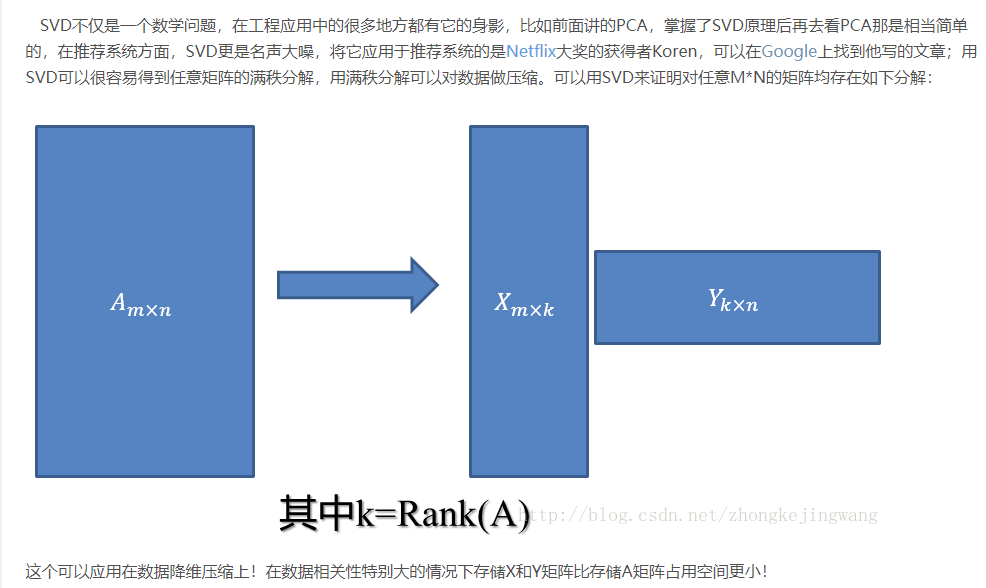 SVD不仅是一个数学问题，在工程应用中的很多地方都有它的身影，比如前面讲的PCA，掌握了SVD原理后再去看PCA那是相当简单
的，在推荐系统方面，SVD更是名声大噪，将它应用于推荐系统的是Netflix大奖的获得者Koren，可以在Google上找到他写的文章；用
SVD可以很容易得到任意矩阵的满秩分解，用满秩分解可以对数据做压缩。可以用SVD来证明对任意M*N的矩阵均存在如下分解：
A_{m×n}
X_{m×k}
Y_{k×n}
其中k=Rank(A)
http://blog.csdn.net/zhongkejingwang
这个可以应用在数据降维压缩上！在数据相关性特别大的情况下存储X和Y矩阵比存储A矩阵占用空间更小！